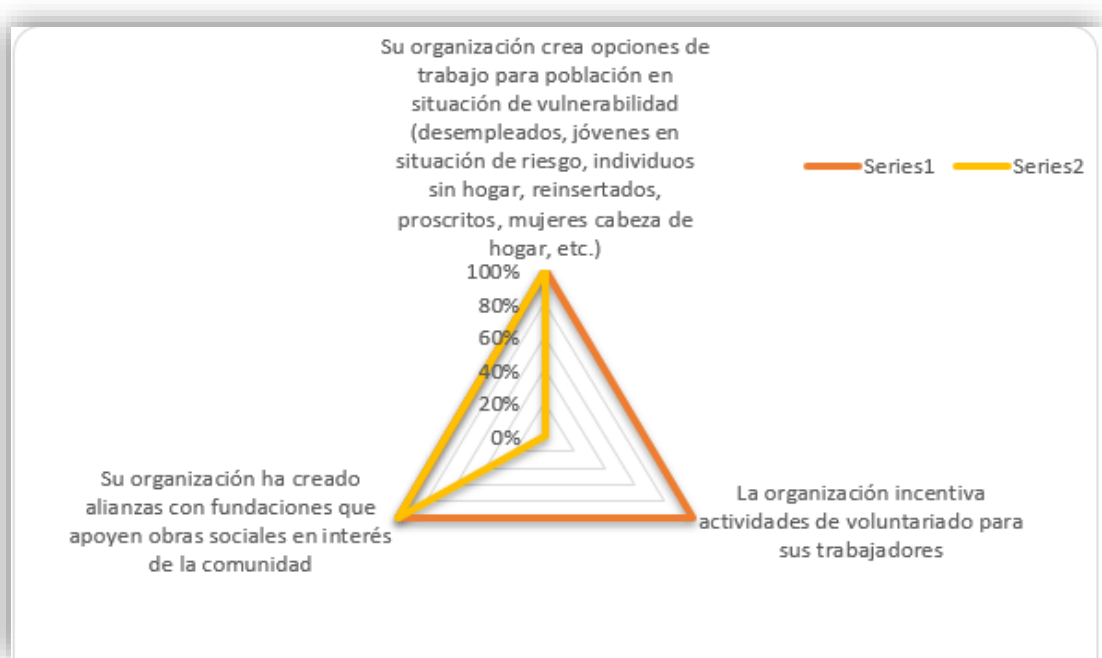 Su organización crea opciones de
trabajo para población en
situación de vulnerabilidad
(desempleados, jóvenes en
situación de riesgo, individuos
sin hogar, reinsertados,
proscritos, mujeres cabeza de
hogar, etc.)
Series1
Series2
100%
80%
60%
40%
20%
0%
Su organización ha creado
alianzas con fundaciones que
apoyen obras sociales en interés
de la comunidad
La organización incentiva
actividades de voluntariado para
sus trabajadores